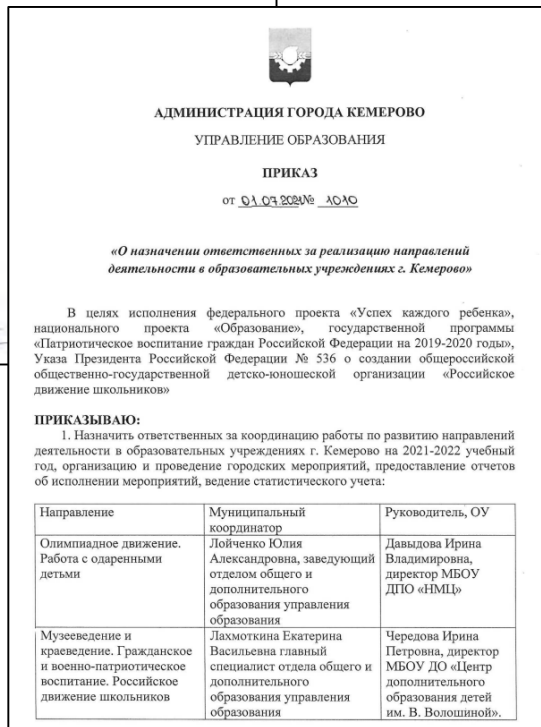 АДМИНИСТРАЦИЯ ГОРОДА КЕМЕРОВО
УПРАВЛЕНИЕ ОБРАЗОВАНИЯ
ПРИКАЗ
от 01.07.2021 № 1010
«О назначении ответственных за реализацию направлений
деятельности в образовательных учреждениях г. Кемерово»
В целях исполнения федерального проекта «Успех каждого ребенка»,
национального проекта «Образование», государственной программы
«Патриотическое воспитание граждан Российской Федерации на 2019-2020 годы»,
Указа Президента Российской Федерации № 536 о создании общероссийской
общественно-государственной детско-юношеской организации «Российское
движение школьников»
ПРИКАЗЫВАЮ:
1. Назначить ответственных за координацию работы по развитию направлений
деятельности в образовательных учреждениях г. Кемерово на 2021-2022 учебный
год, организацию и проведение городских мероприятий, предоставление отчетов
об исполнении мероприятий, ведение статистического учета:
Направление
Муниципальный
координатор
Руководитель, ОУ
Олимпиадное движение.
Работа с одаренными
детьми
Лойченко Юлия
Александровна, заведующий
отделом общего и
дополнительного
образования управления
образования
Давыдова Ирина
Владимировна,
директор МБОУ
ДПО «НМЦ»
Музееведение и
краеведение. Гражданское
и военно-патриотическое
воспитание. Российское
движение школьников
Лахмоткина Екатерина
Васильевна главный
специалист отдела общего и
дополнительного
образования управления
образования
Чередова Ирина
Петровна, директор
МБОУ ДО «Центр
дополнительного
образования детей
им. В. Волошиной».